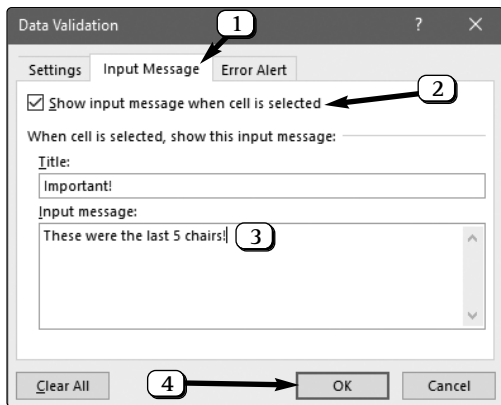 Data Validation 1 ? ×
Settings Input Message Error Alert
Show input message when cell is selected 2
When cell is selected, show this input message:
Title:
Important!
Input message:
These were the last 5 chairs! 3
Clear All 4 OK Cancel